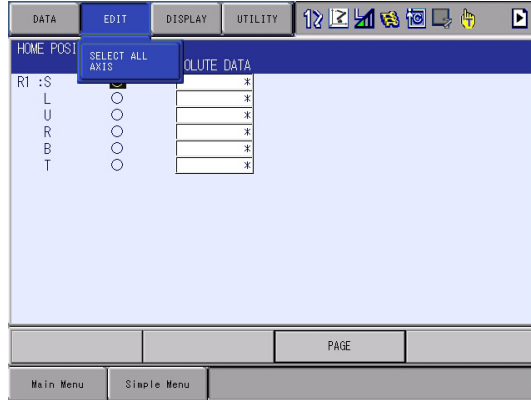 DATA EDIT DISPLAY UTILITY
HOME POSI
SELECT ALL
AXIS
OLUTE DATA
R1 :S *
L *
U *
R *
B *
T *
PAGE
Main Menu Simple Menu